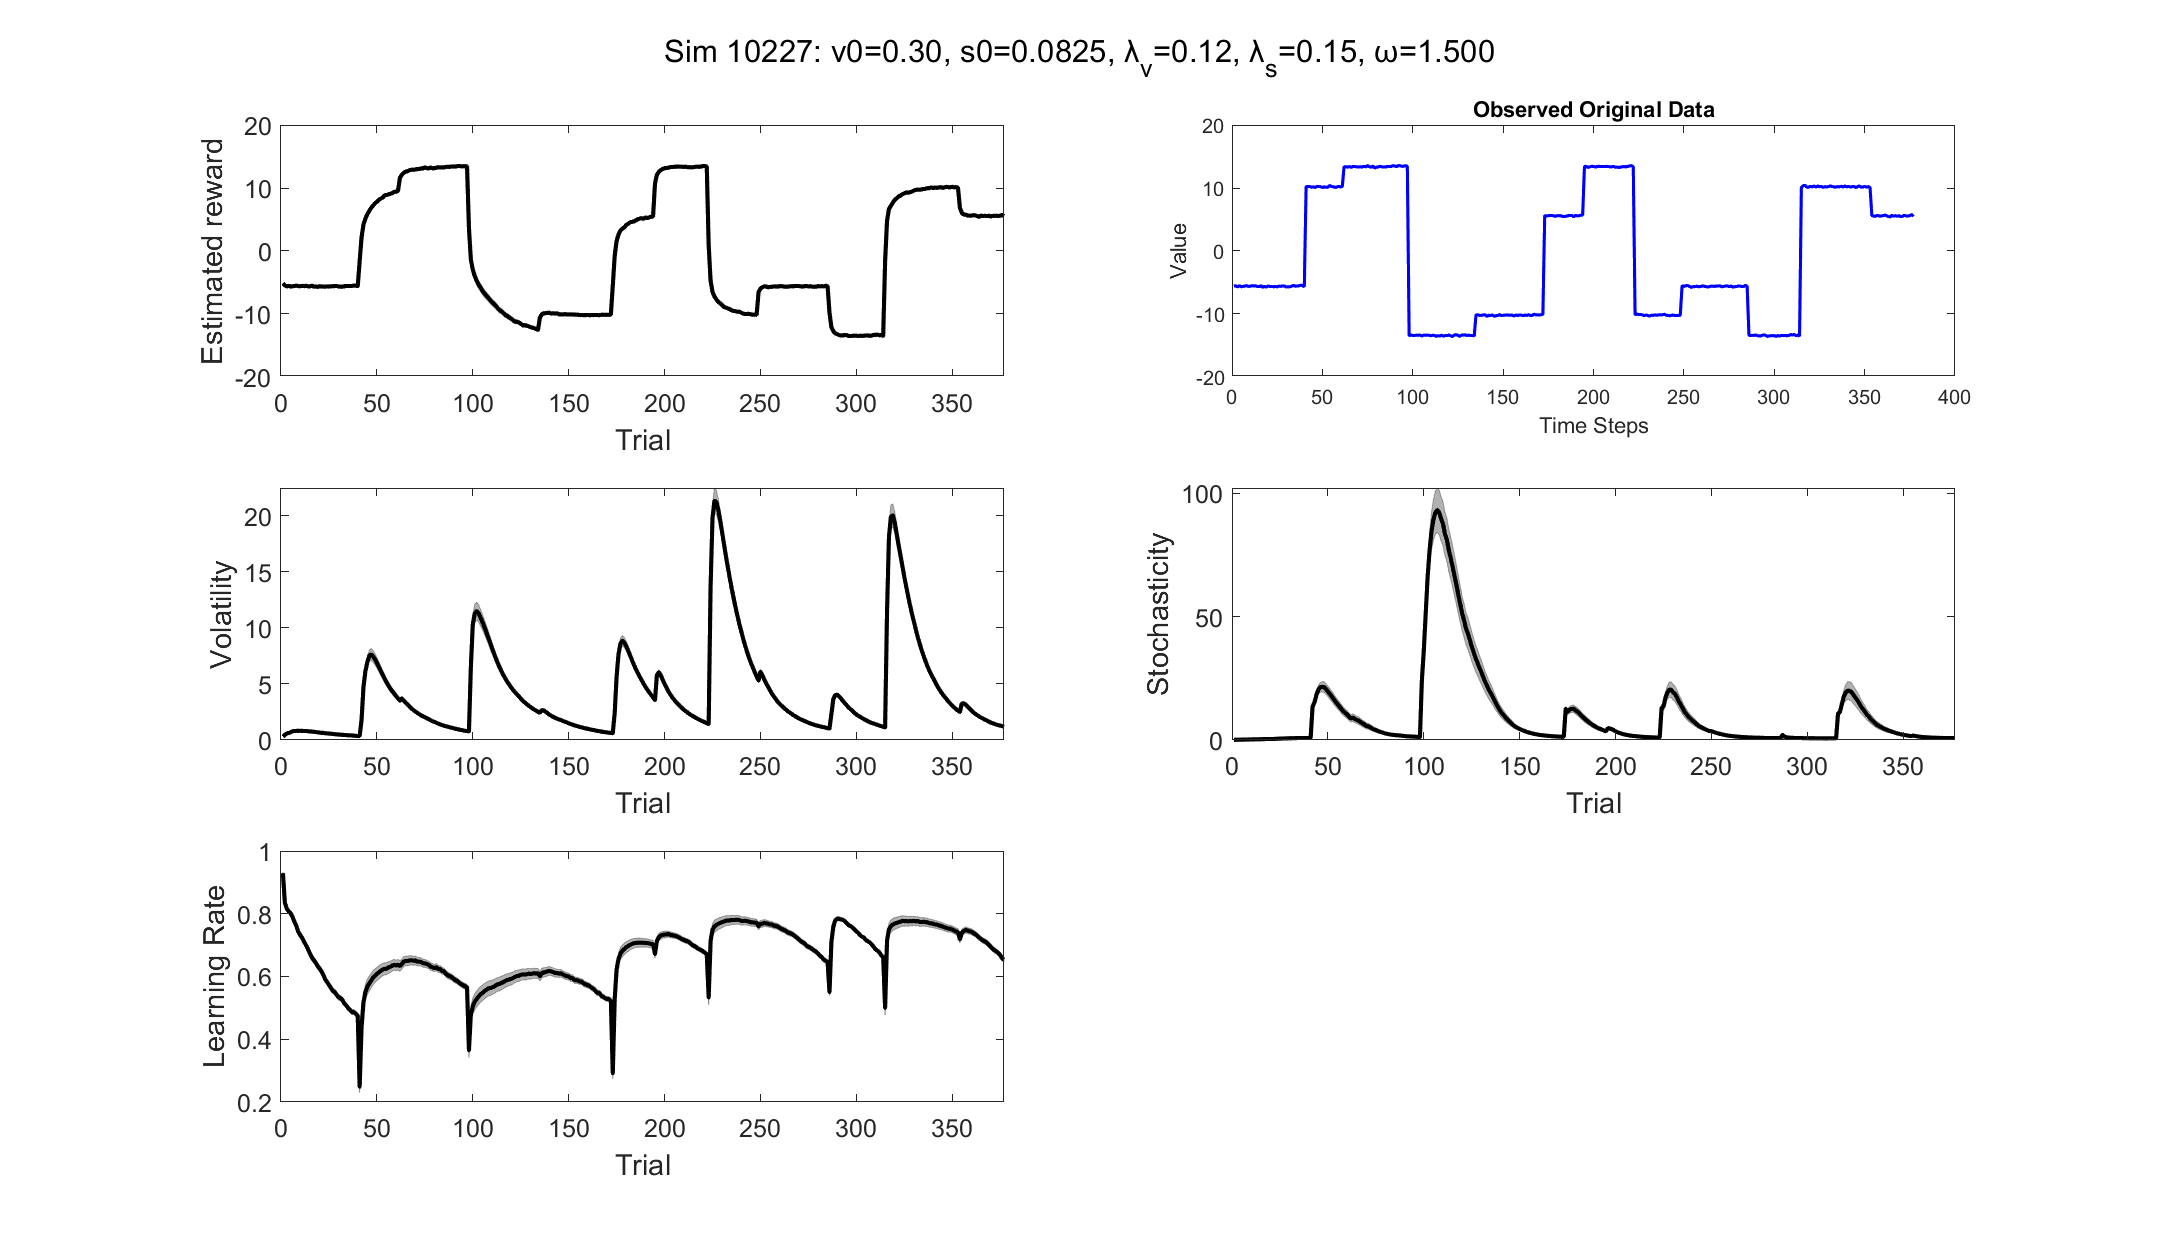 Sim 10227: v0=0.30, s0=0.0825, λ_v=0.12, λ_s=0.15, ω=1.500
Estimated reward
20
10
0
-10
-20
0 50 100 150 200 250 300 350
Trial
Observed Original Data
Value
20
10
0
-10
-20
0 50 100 150 200 250 300 350 400
Time Steps
Volatility
20
15
10
5
0
0 50 100 150 200 250 300 350
Trial
Stochasticity
100
50
0
0 50 100 150 200 250 300 350
Trial
Learning Rate
1
0.8
0.6
0.4
0.2
0 50 100 150 200 250 300 350
Trial